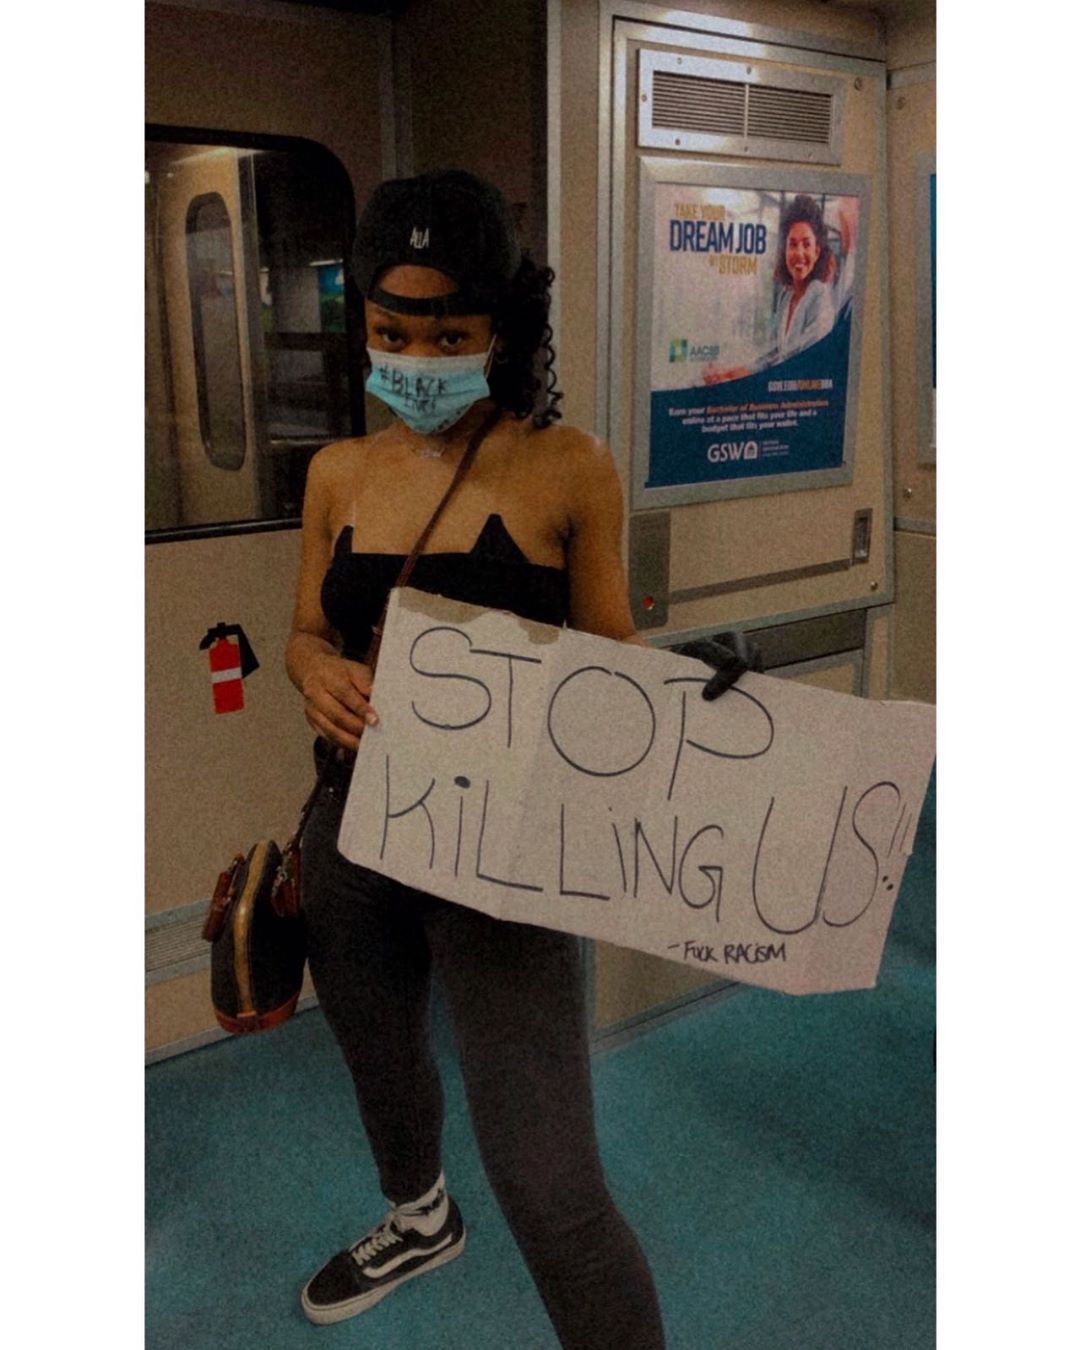 TAKE YOUR
DREAM JOB
BY STORM
AACSB
GSW.EDU/ONLINEBBA
Earn your Bachelor of Business Administration
online at a pace that fits your life and a
budget that fits your wallet.
GSW
#BLACK
LIVES
STOP
KiLLiNG US!!
- FUCK RACiSM